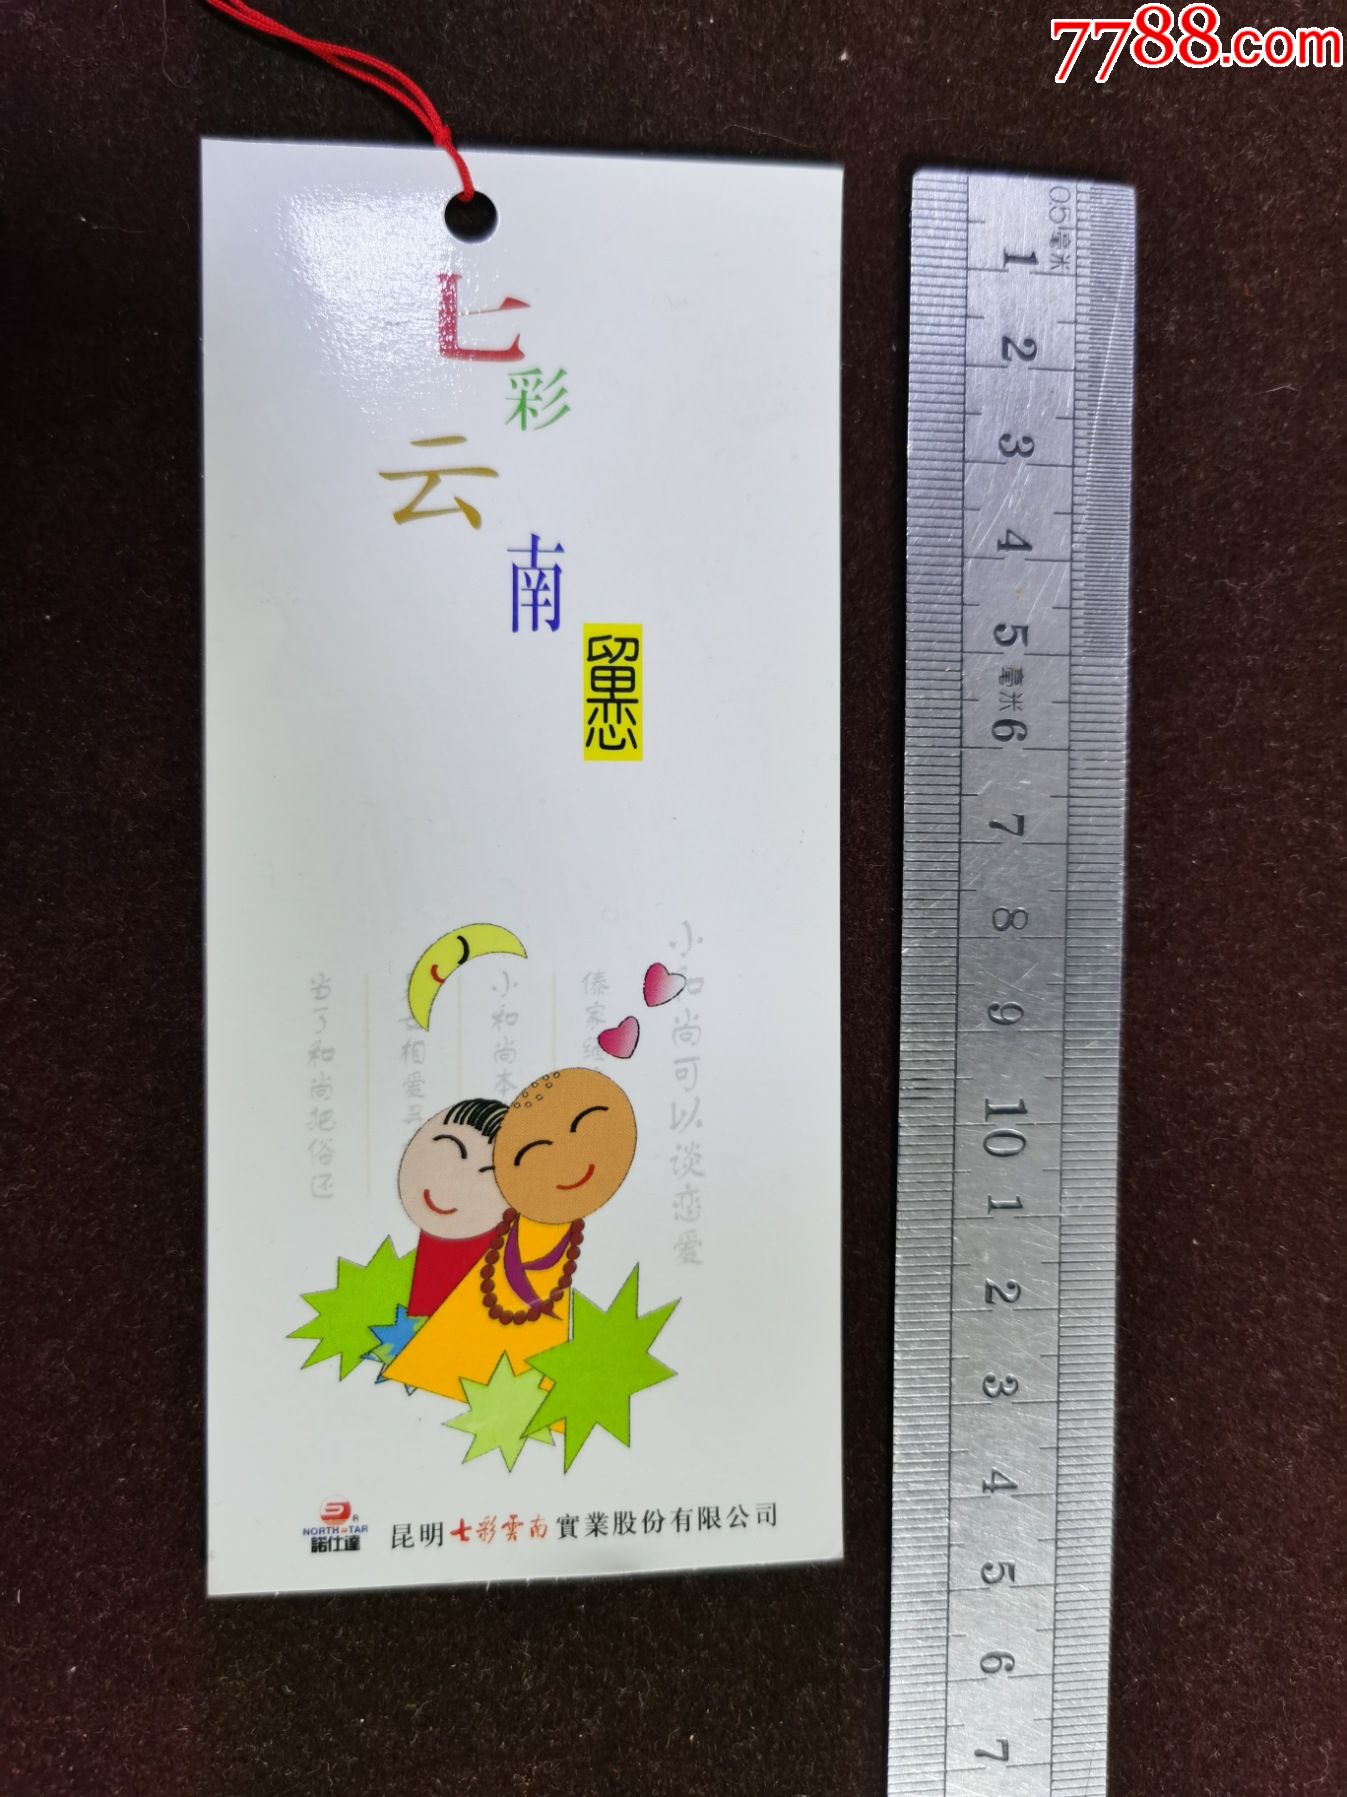 7788.com
七彩云南
留恋
小和尚可以谈恋爱
傣家
小和尚本
相爱
当了和尚把俗还
NORTH STAR
諾仕達
昆明七彩雲南實業股份有限公司
0.5毫米
1
2
3
4
5
毫米
6
7
8
9
10
1
2
3
4
5
6
7